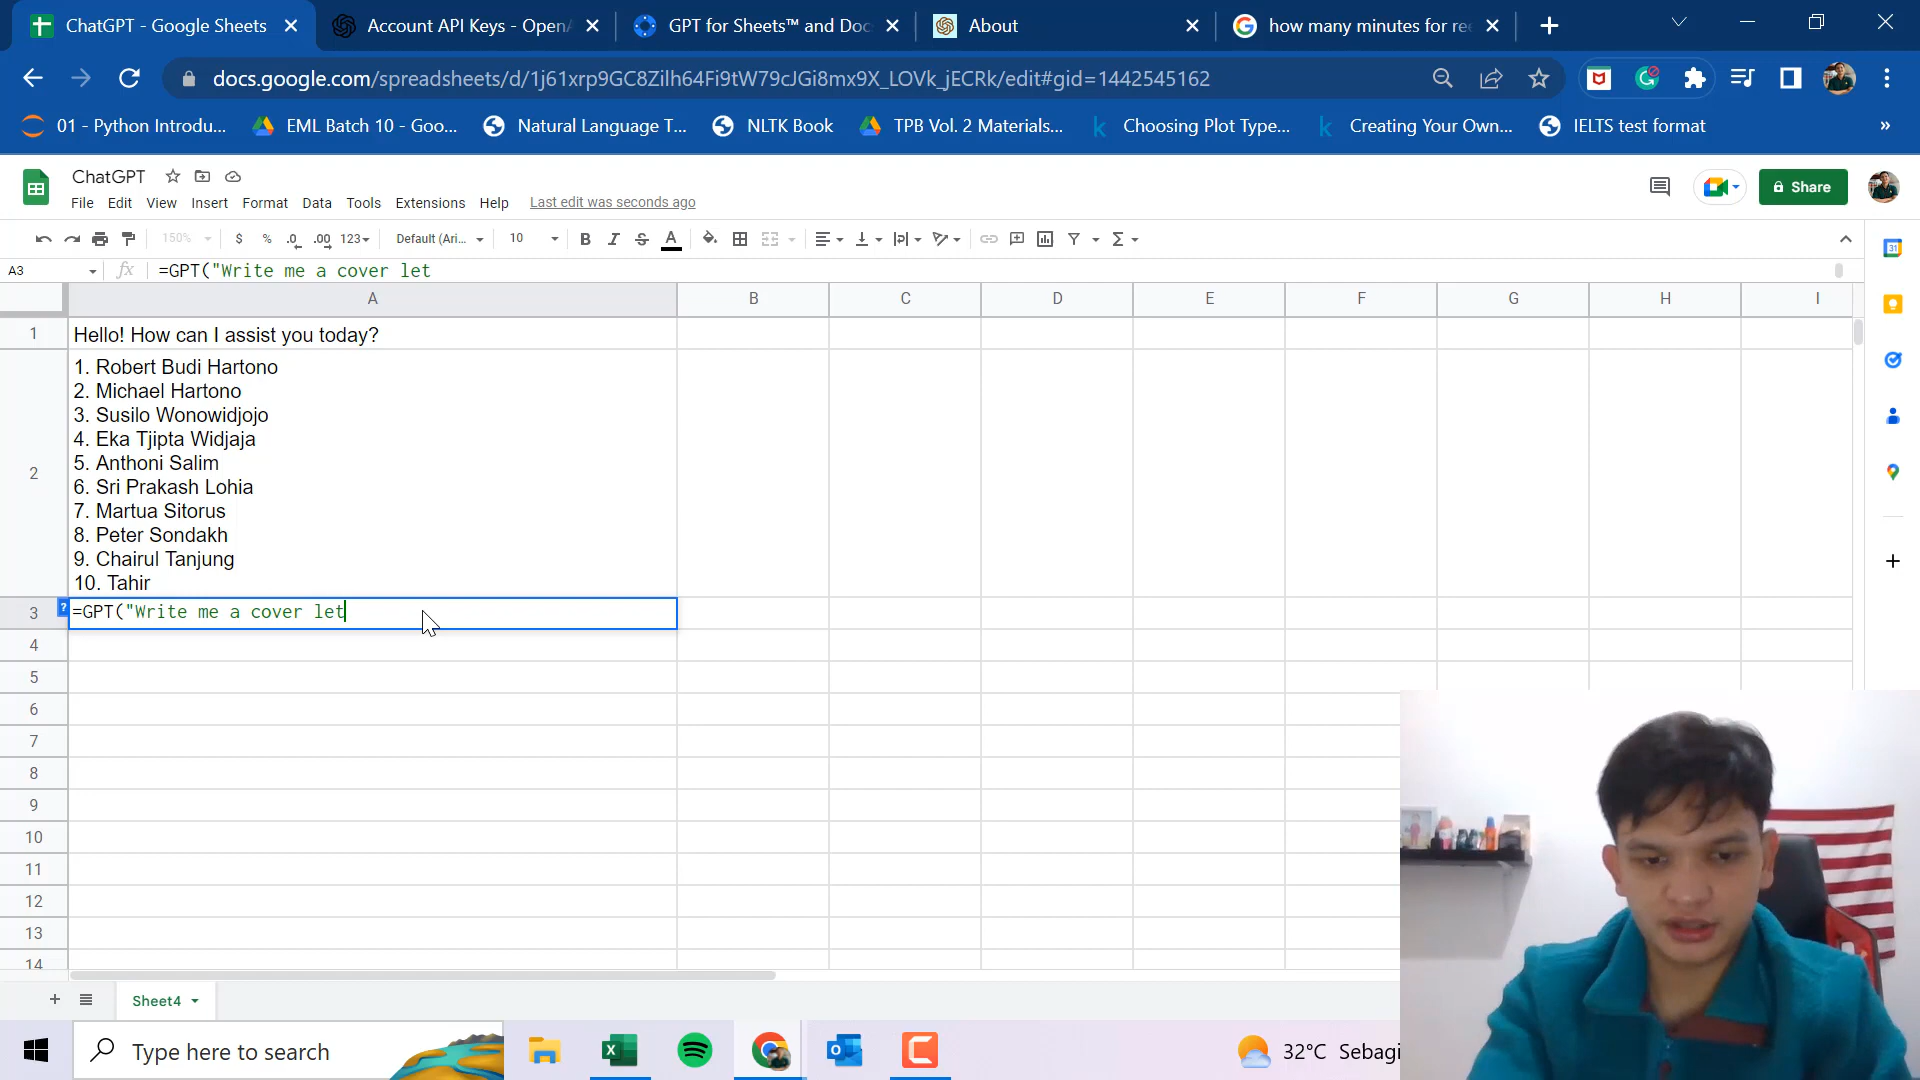 ChatGPT - Google Sheets
Account API Keys - OpenA
GPT for Sheets™ and Doc
About
how many minutes for re
docs.google.com/spreadsheets/d/1j61xrp9GC8Zilh64Fi9tW79cJGi8mx9X_LOVk_jECRk/edit#gid=1442545162
01 - Python Introdu...
EML Batch 10 - Goo...
Natural Language T...
NLTK Book
TPB Vol. 2 Materials...
Choosing Plot Type...
Creating Your Own...
IELTS test format
»
ChatGPT
File Edit View Insert Format Data Tools Extensions Help Last edit was seconds ago
Share
150% $ % .0 .00 123 Default (Ari... 10 B I S A
31
A3 fx =GPT("Write me a cover let
A B C D E F G H I
1 Hello! How can I assist you today?
1. Robert Budi Hartono
2. Michael Hartono
3. Susilo Wonowidjojo
4. Eka Tjipta Widjaja
2 5. Anthoni Salim
6. Sri Prakash Lohia
7. Martua Sitorus
8. Peter Sondakh
9. Chairul Tanjung
10. Tahir
3 ? =GPT("Write me a cover let
4
5
6
7
8
9
10
11
12
13
14
Sheet4
Type here to search
32°C Sebagi